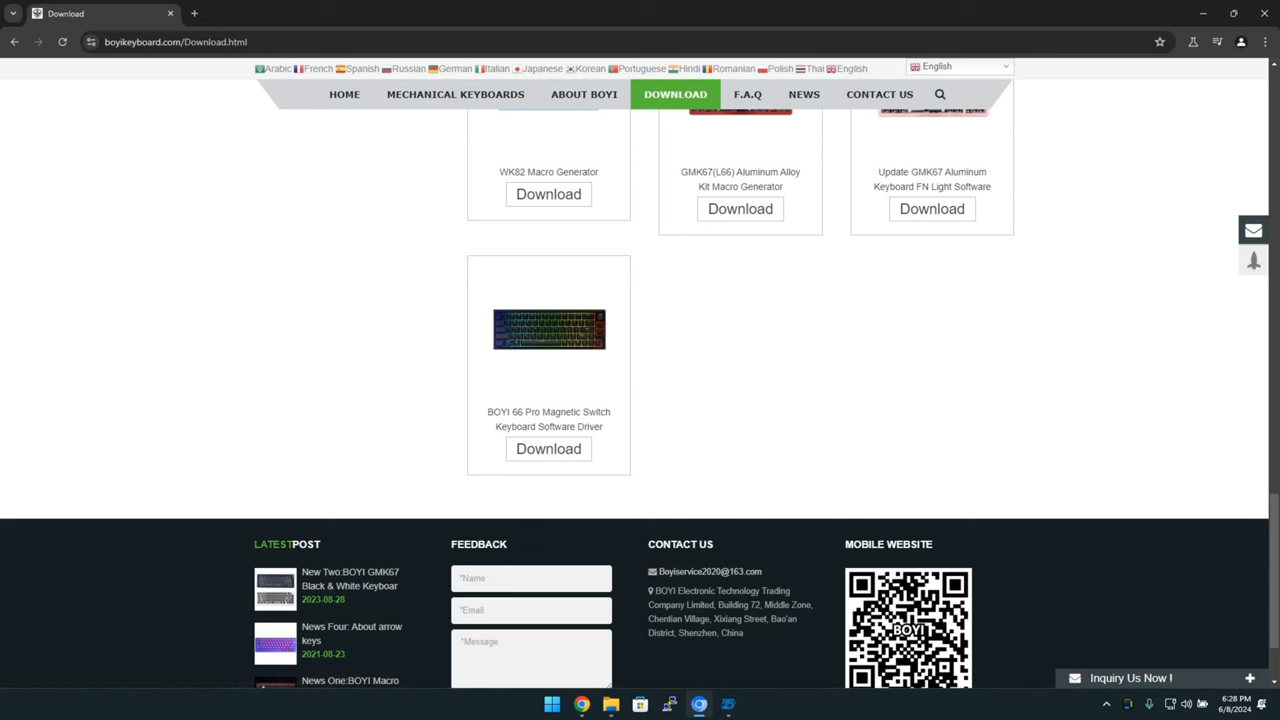 Download
boyikeyboard.com/Download.html
Arabic French Spanish Russian German Italian Japanese Korean Portuguese Hindi Romanian Polish Thai English
English
HOME
MECHANICAL KEYBOARDS
ABOUT BOYI
DOWNLOAD
F.A.Q
NEWS
CONTACT US
WK82 Macro Generator
Download
GMK67(L66) Aluminum Alloy
Kit Macro Generator
Download
Update GMK67 Aluminum
Keyboard FN Light Software
Download
BOYI 66 Pro Magnetic Switch
Keyboard Software Driver
Download
LATESTPOST
New Two:BOYI GMK67
Black & White Keyboar
2023-08-28
News Four: About arrow
keys
2021-08-23
News One:BOYI Macro
FEEDBACK
*Name
*Email
*Message
CONTACT US
Boyiservice2020@163.com
BOYI Electronic Technology Trading
Company Limited, Building 72, Middle Zone,
Chentian Village, Xixiang Street, Bao'an
District, Shenzhen, China
MOBILE WEBSITE
BOYI
Inquiry Us Now !
6:28 PM
6/8/2024